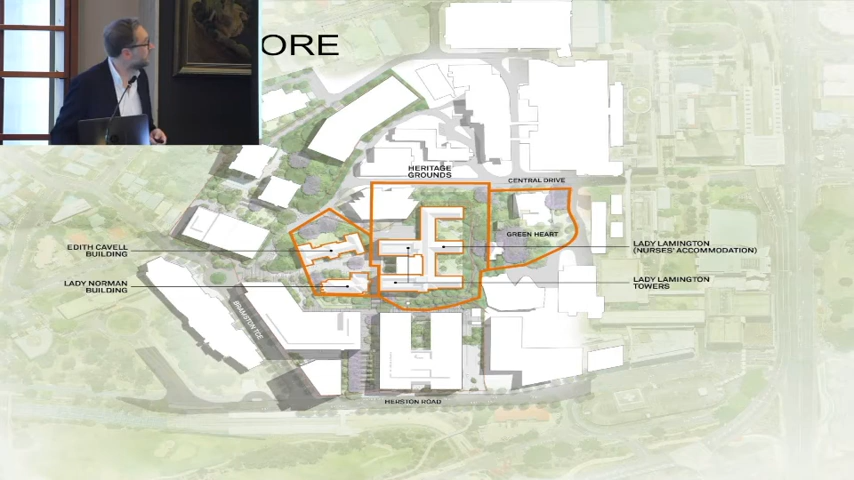 ORE
HERITAGE
GROUNDS
CENTRAL DRIVE
GREEN HEART
EDITH CAVELL
BUILDING
LADY NORMAN
BUILDING
LADY LAMINGTON
(NURSES' ACCOMMODATION)
LADY LAMINGTON
TOWERS
BRAMSTON TCE
HERSTON ROAD